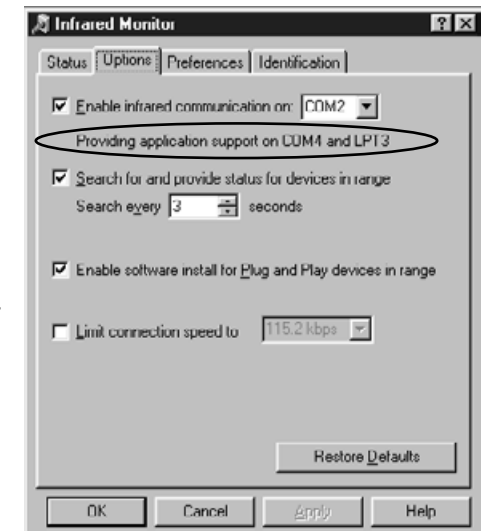 Infrared Monitor
Status Options Preferences Identification
Enable infrared communication on: COM2
Providing application support on COM4 and LPT3
Search for and provide status for devices in range
Search every 3 seconds
Enable software install for Plug and Play devices in range
Limit connection speed to 115.2 kbps
Restore Defaults
OK Cancel Apply Help